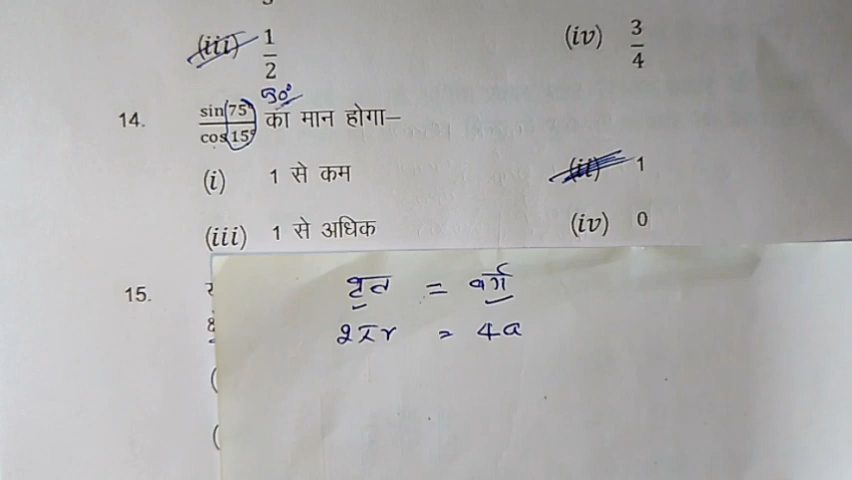 (iii) 1/2 (iv) 3/4
90°
14. sin 75°/cos 15° का मान होगा–
(i) 1 से कम (ii) 1
(iii) 1 से अधिक (iv) 0
15.
वृत = वर्ग
2πr = 4a